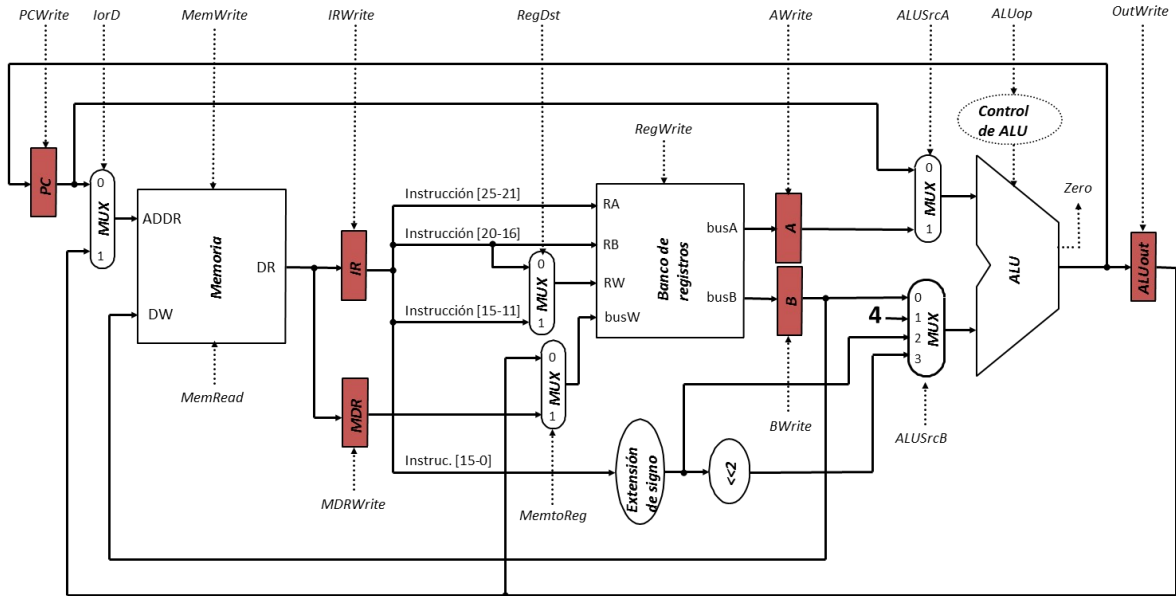 PCWrite
IorD
MemWrite
IRWrite
RegDst
AWrite
ALUSrcA
ALUop
OutWrite
Control
de ALU
RegWrite
Zero
PC
0
MUX
1
ADDR
Memoria
DR
DW
MemRead
IR
Instrucción [25-21]
Instrucción [20-16]
0
MUX
1
Instrucción [15-11]
RA
RB
RW
busW
Banco de
registros
busA
busB
A
B
0
MUX
1
4
0
1
2
3
MUX
ALU
ALUout
MDR
MDRWrite
0
MUX
1
MemtoReg
BWrite
ALUSrcB
Instruc. [15-0]
Extensión
de signo
<<2